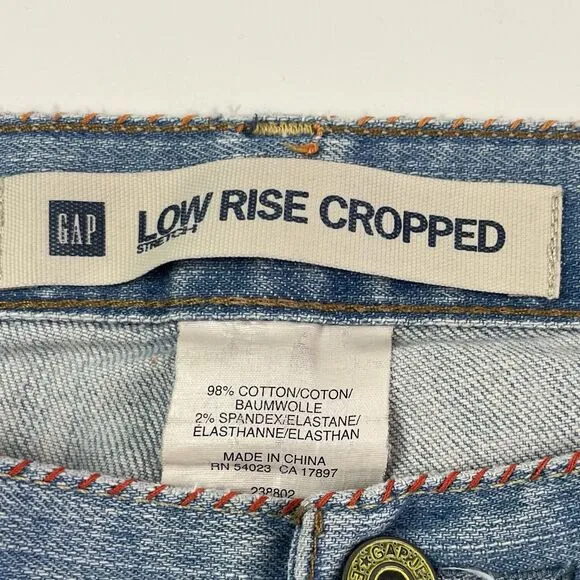 GAP
LOW RISE CROPPED
STRETCH
98% COTTON/COTON/
BAUMWOLLE
2% SPANDEX/ELASTANE/
ELASTHANNE/ELASTHAN
MADE IN CHINA
RN 54023 CA 17897
238802
GAP